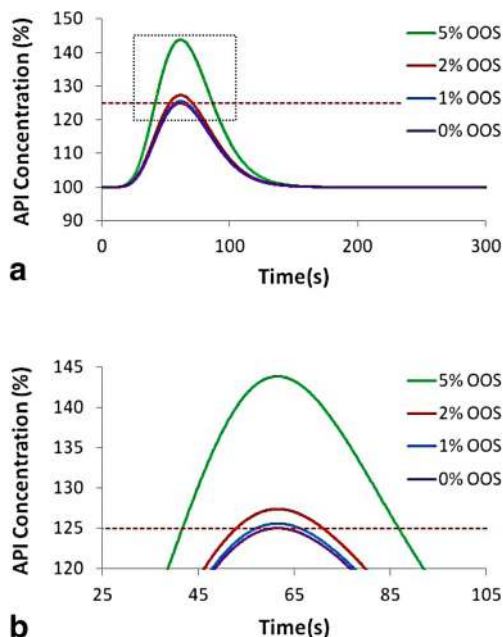 API Concentration (%)
150
140
130
120
110
100
90
0
100
200
300
Time(s)
5% OOS
2% OOS
1% OOS
0% OOS
a
API Concentration (%)
145
140
135
130
125
120
25
45
65
85
105
Time(s)
5% OOS
2% OOS
1% OOS
0% OOS
b